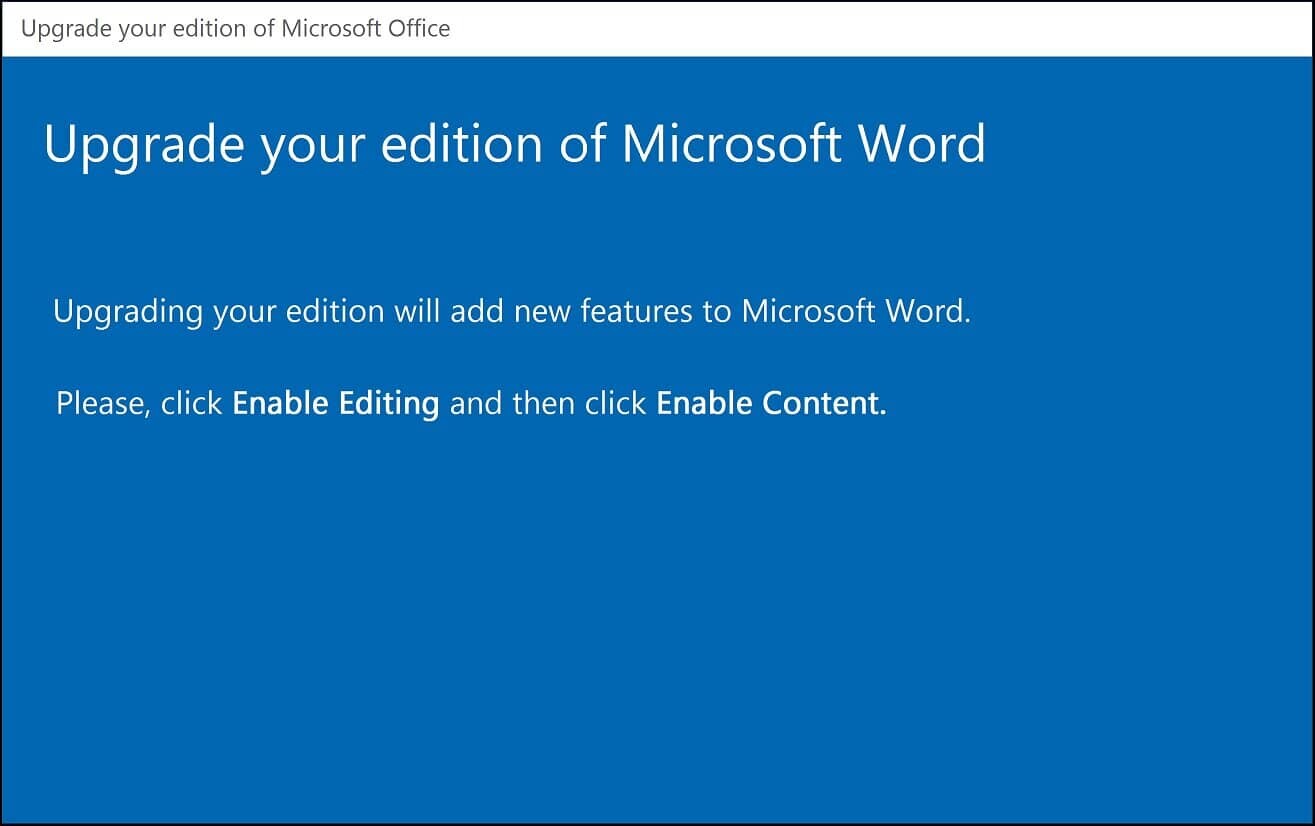 Upgrade your edition of Microsoft Office
Upgrade your edition of Microsoft Word
Upgrading your edition will add new features to Microsoft Word.
Please, click Enable Editing and then click Enable Content.